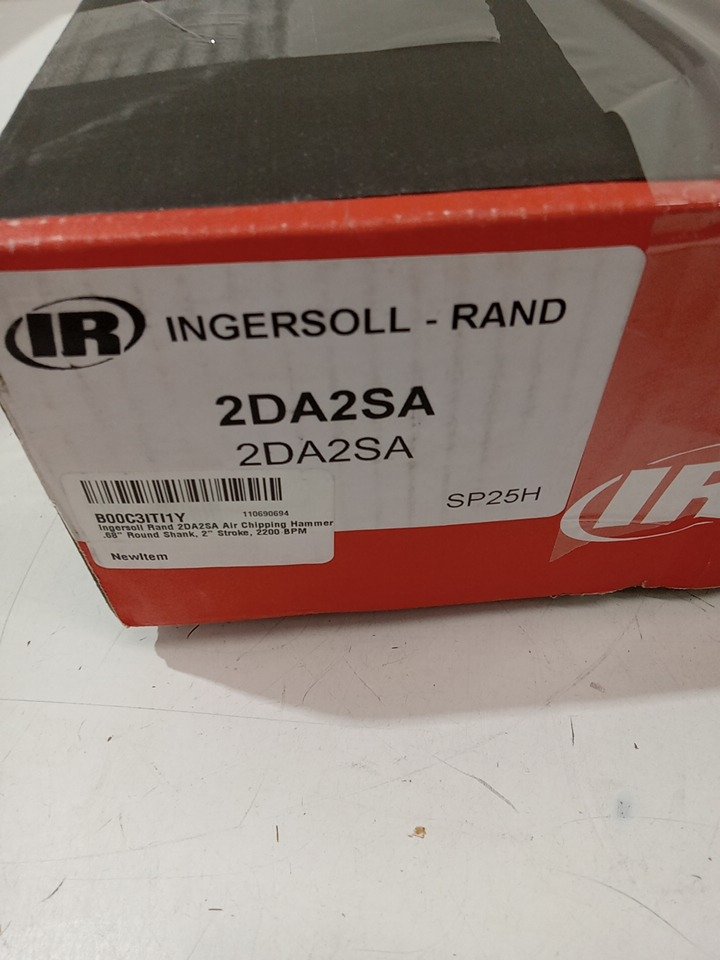 IR INGERSOLL - RAND
2DA2SA
2DA2SA
SP25H
B00C3ITI1Y 110690694
Ingersoll Rand 2DA2SA Air Chipping Hammer
.68" Round Shank, 2" Stroke, 2200 BPM
NewItem
IR